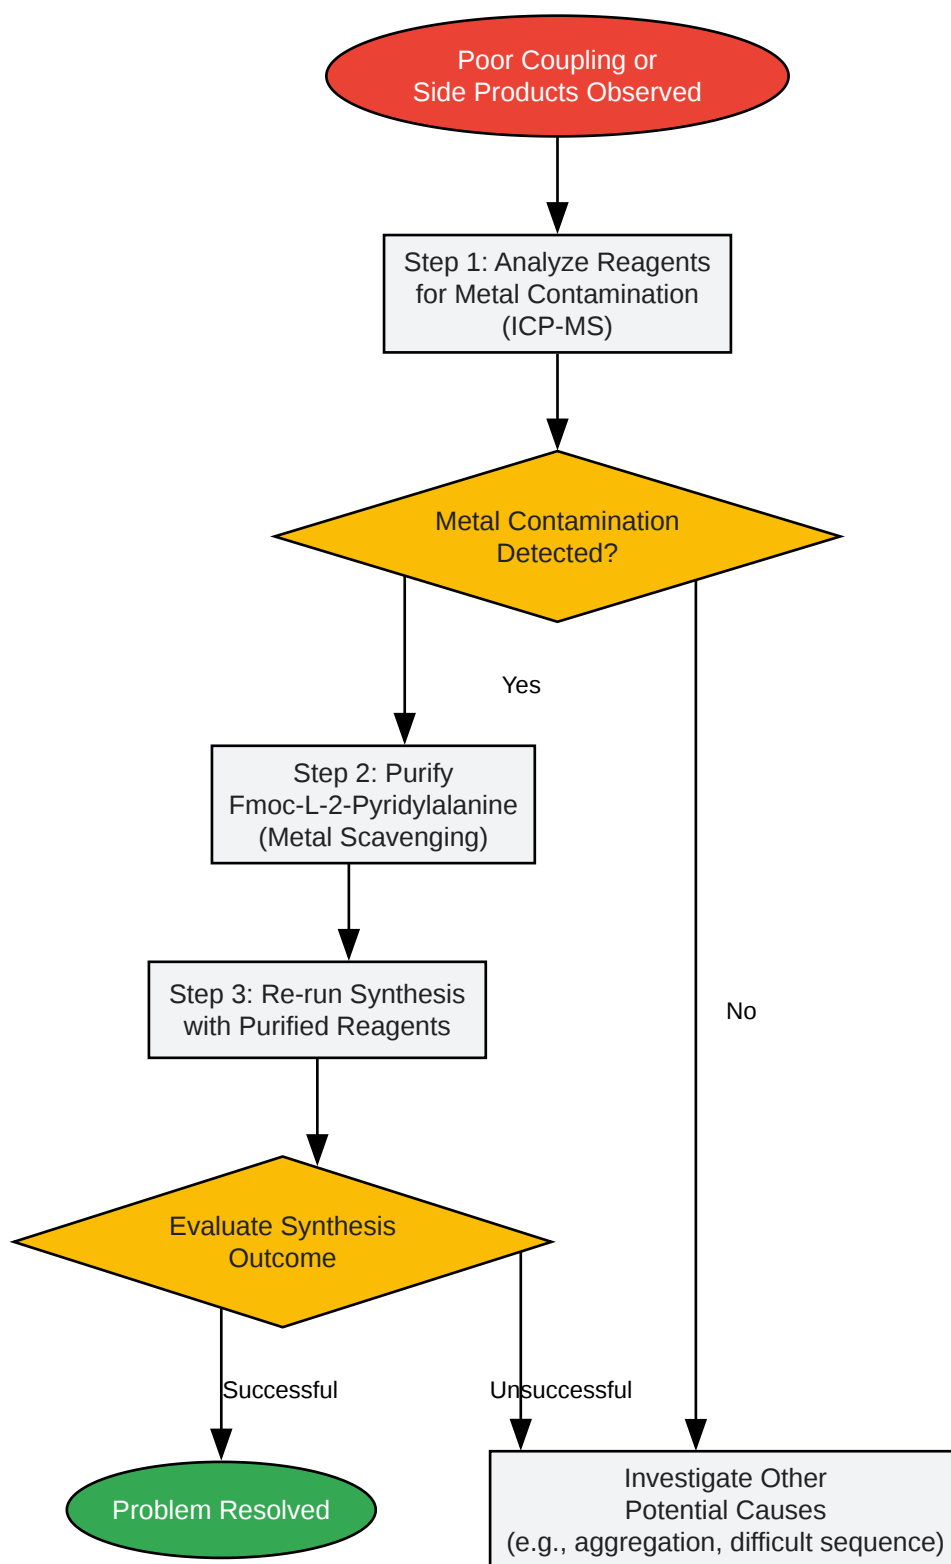 Poor Coupling or
Side Products Observed
Step 1: Analyze Reagents
for Metal Contamination
(ICP-MS)
Metal Contamination
Detected?
Yes
Step 2: Purify
Fmoc-L-2-Pyridylalanine
(Metal Scavenging)
Step 3: Re-run Synthesis
with Purified Reagents
No
Evaluate Synthesis
Outcome
Successful
Unsuccessful
Problem Resolved
Investigate Other
Potential Causes
(e.g., aggregation, difficult sequence)